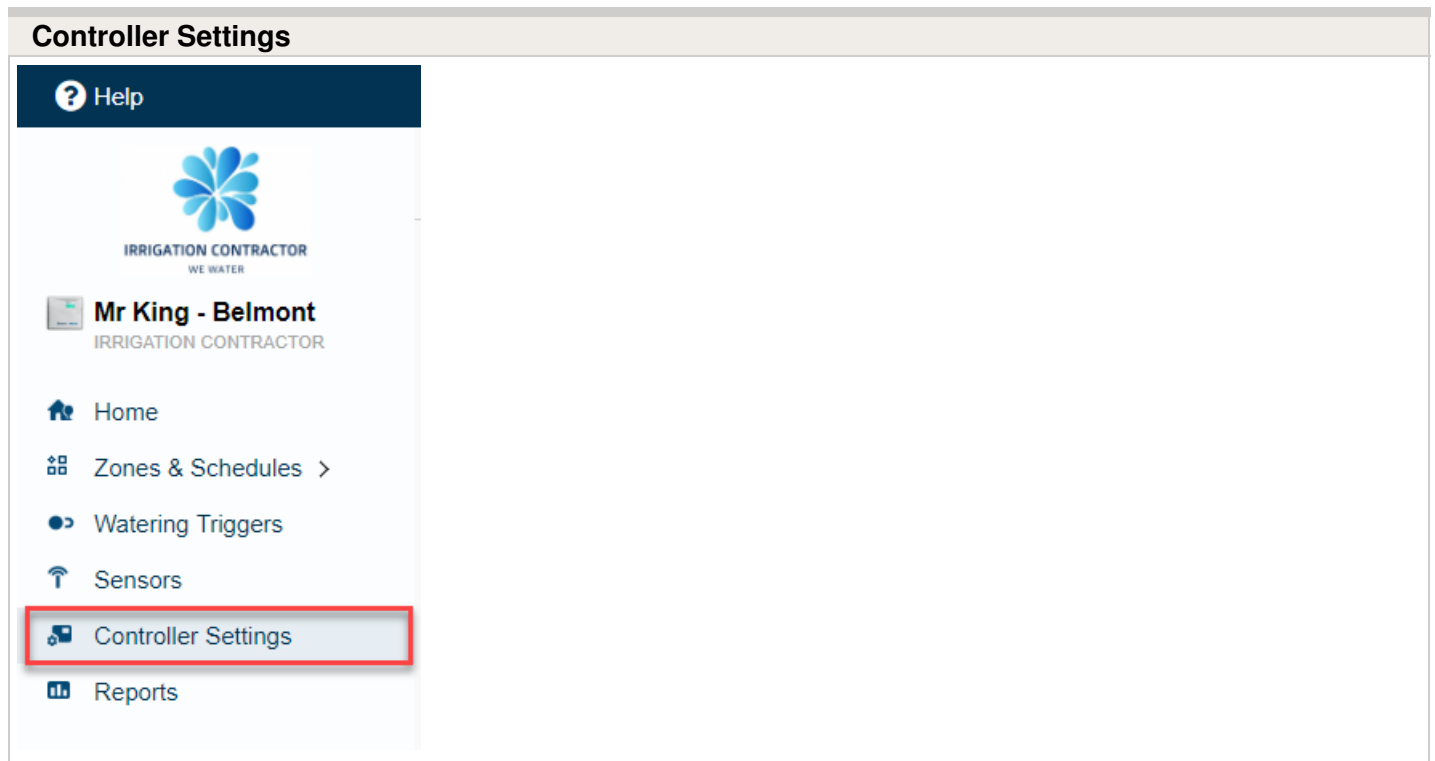 Controller Settings
? Help
IRRIGATION CONTRACTOR
WE WATER
Mr King - Belmont
IRRIGATION CONTRACTOR
Home
Zones & Schedules >
Watering Triggers
Sensors
Controller Settings
Reports